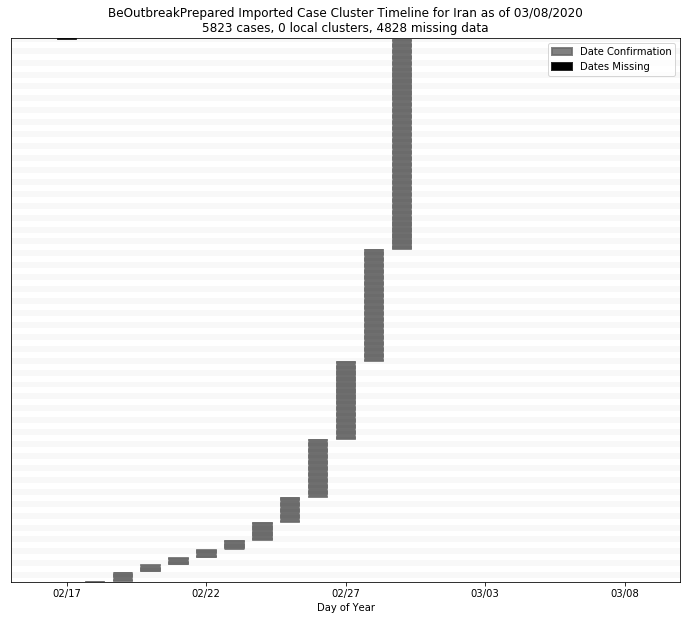 BeOutbreakPrepared Imported Case Cluster Timeline for Iran as of 03/08/2020
5823 cases, 0 local clusters, 4828 missing data
Date Confirmation
Dates Missing
02/17 02/22 02/27 03/03 03/08
Day of Year